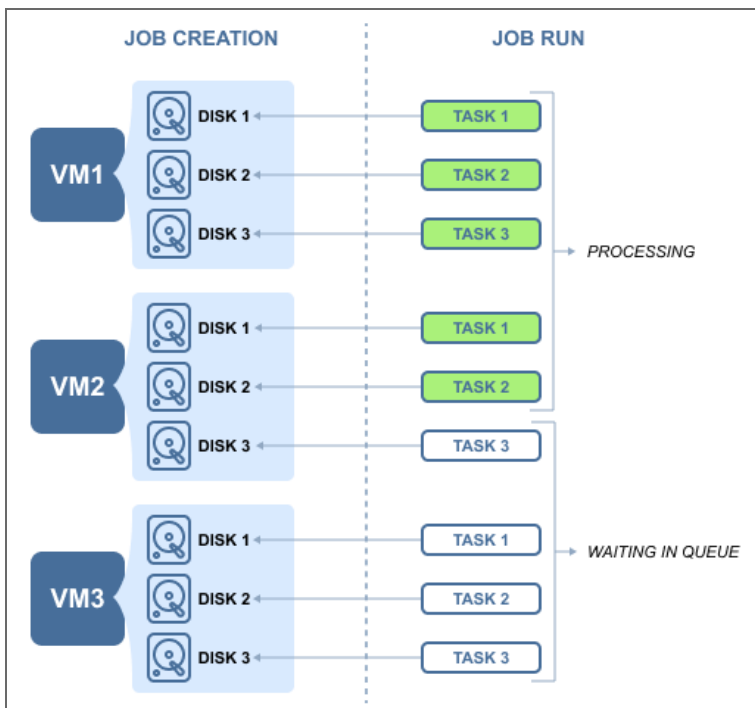 JOB CREATION
JOB RUN
VM1
DISK 1
TASK 1
DISK 2
TASK 2
DISK 3
TASK 3
PROCESSING
VM2
DISK 1
TASK 1
DISK 2
TASK 2
DISK 3
TASK 3
WAITING IN QUEUE
VM3
DISK 1
TASK 1
DISK 2
TASK 2
DISK 3
TASK 3